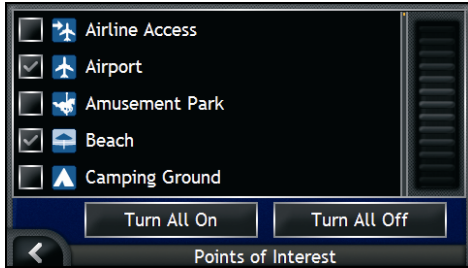 Airline Access
Airport
Amusement Park
Beach
Camping Ground
Turn All On
Turn All Off
Points of Interest